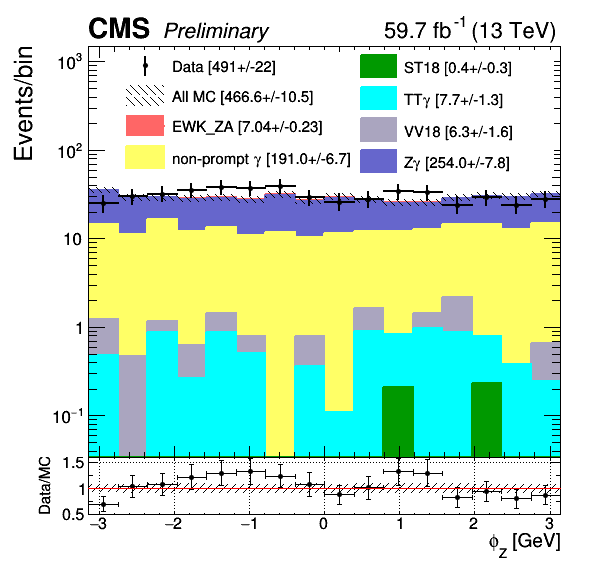 CMS Preliminary 59.7 fb⁻¹ (13 TeV)
Events/bin
Data [491+/-22]
All MC [466.6+/-10.5]
EWK_ZA [7.04+/-0.23]
non-prompt γ [191.0+/-6.7]
ST18 [0.4+/-0.3]
TTγ [7.7+/-1.3]
VV18 [6.3+/-1.6]
Zγ [254.0+/-7.8]
10³
10²
10
1
10⁻¹
Data/MC
1.5
1
0.5
−3 −2 −1 0 1 2 3
ϕ_Z [GeV]